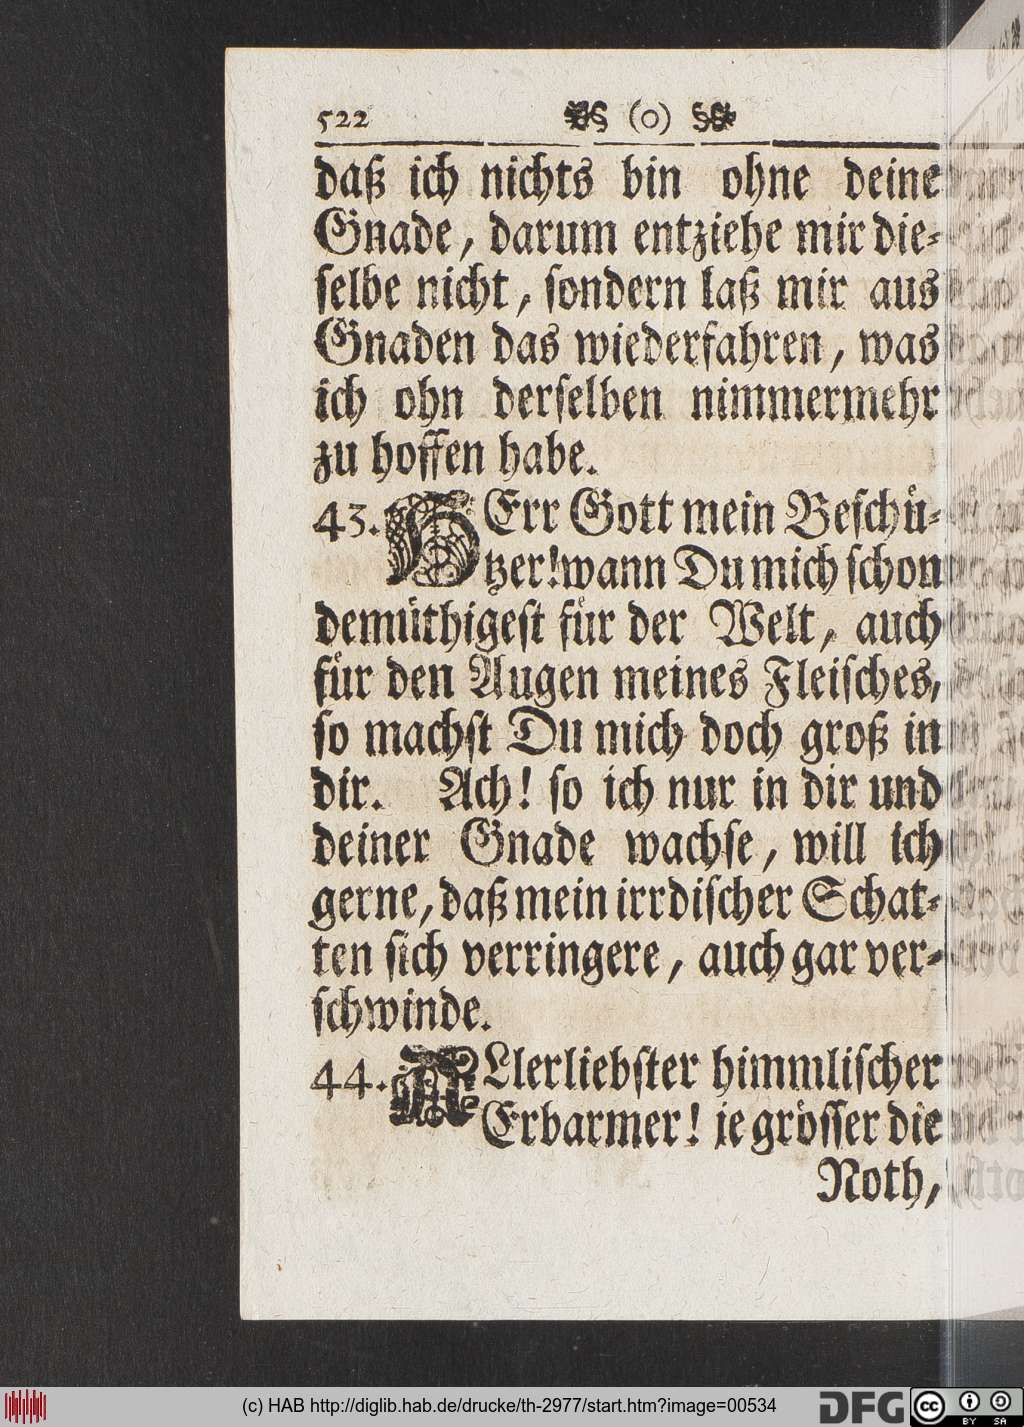 522 (o)
daß ich nichts bin ohne deine
Gnade, darum entziehe mir die-
selbe nicht, sondern laß mir aus
Gnaden das wiederfahren, was
ich ohn derselben nimmermehr
zu hoffen habe.
43. HErr Gott mein Beschü-
tzer! wann Du mich schon
demüthigest für der Welt, auch
für den Augen meines Fleisches,
so machst Du mich doch groß in
dir. Ach! so ich nur in dir und
deiner Gnade wachse, will ich
gerne, daß mein irrdischer Schat-
ten sich verringere, auch gar ver-
schwinde.
44. ALlerliebster himmlischer
Erbarmer! je grösser die
Noth,
(c) HAB http://diglib.hab.de/drucke/th-2977/start.htm?image=00534
DFG
cc BY SA